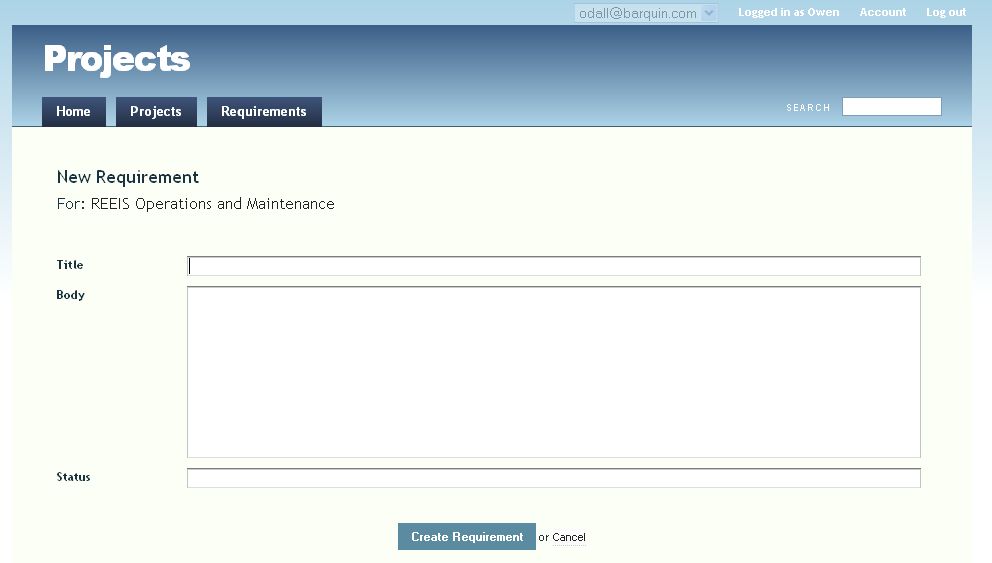 odall@barquin.com Logged in as Owen Account Log out
Projects
Home Projects Requirements SEARCH
New Requirement
For: REEIS Operations and Maintenance
Title
Body
Status
Create Requirement or Cancel